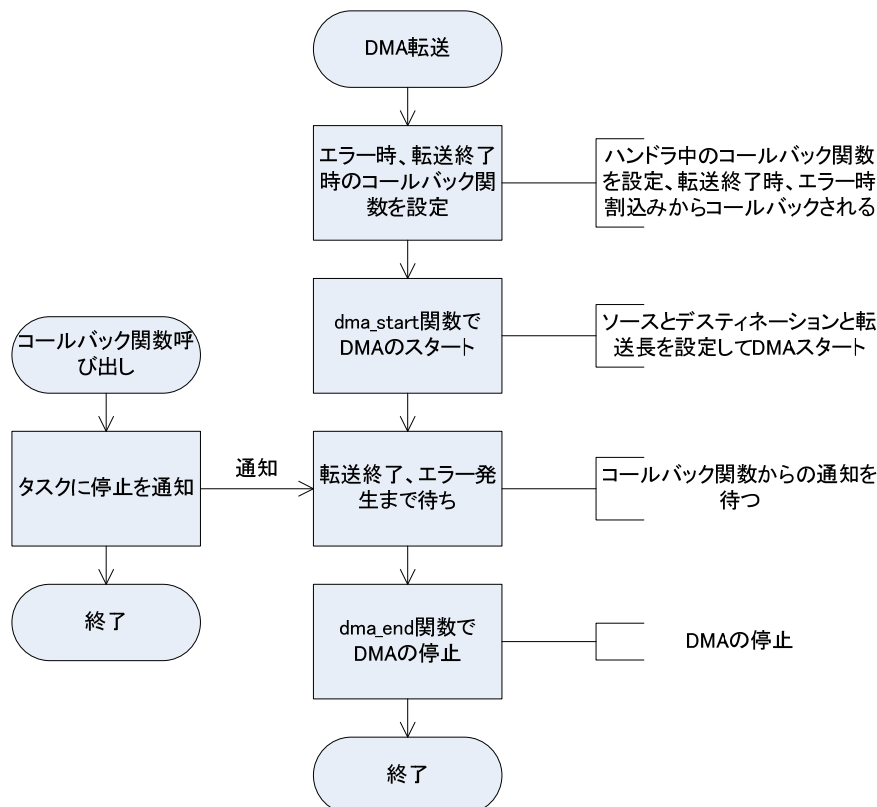 DMA転送
エラー時、転送終了
時のコールバック関
数を設定
ハンドラ中のコールバック関数
を設定、転送終了時、エラー時
割込みからコールバックされる
dma_start関数で
DMAのスタート
ソースとデスティネーションと転
送長を設定してDMAスタート
コールバック関数呼
び出し
タスクに停止を通知
通知
転送終了、エラー発
生まで待ち
コールバック関数からの通知を
待つ
終了
dma_end関数で
DMAの停止
DMAの停止
終了